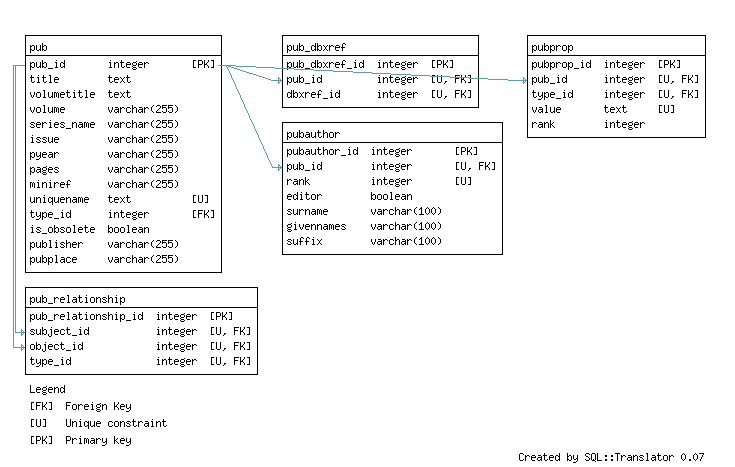 pub
pub_id integer [PK]
title text
volumetitle text
volume varchar(255)
series_name varchar(255)
issue varchar(255)
pyear varchar(255)
pages varchar(255)
miniref varchar(255)
uniquename text [U]
type_id integer [FK]
is_obsolete boolean
publisher varchar(255)
pubplace varchar(255)
pub_dbxref
pub_dbxref_id integer [PK]
pub_id integer [U, FK]
dbxref_id integer [U, FK]
pubprop
pubprop_id integer [PK]
pub_id integer [U, FK]
type_id integer [U, FK]
value text [U]
rank integer
pubauthor
pubauthor_id integer [PK]
pub_id integer [U, FK]
rank integer [U]
editor boolean
surname varchar(100)
givennames varchar(100)
suffix varchar(100)
pub_relationship
pub_relationship_id integer [PK]
subject_id integer [U, FK]
object_id integer [U, FK]
type_id integer [U, FK]
Legend
[FK] Foreign Key
[U] Unique constraint
[PK] Primary key
Created by SQL::Translator 0.07